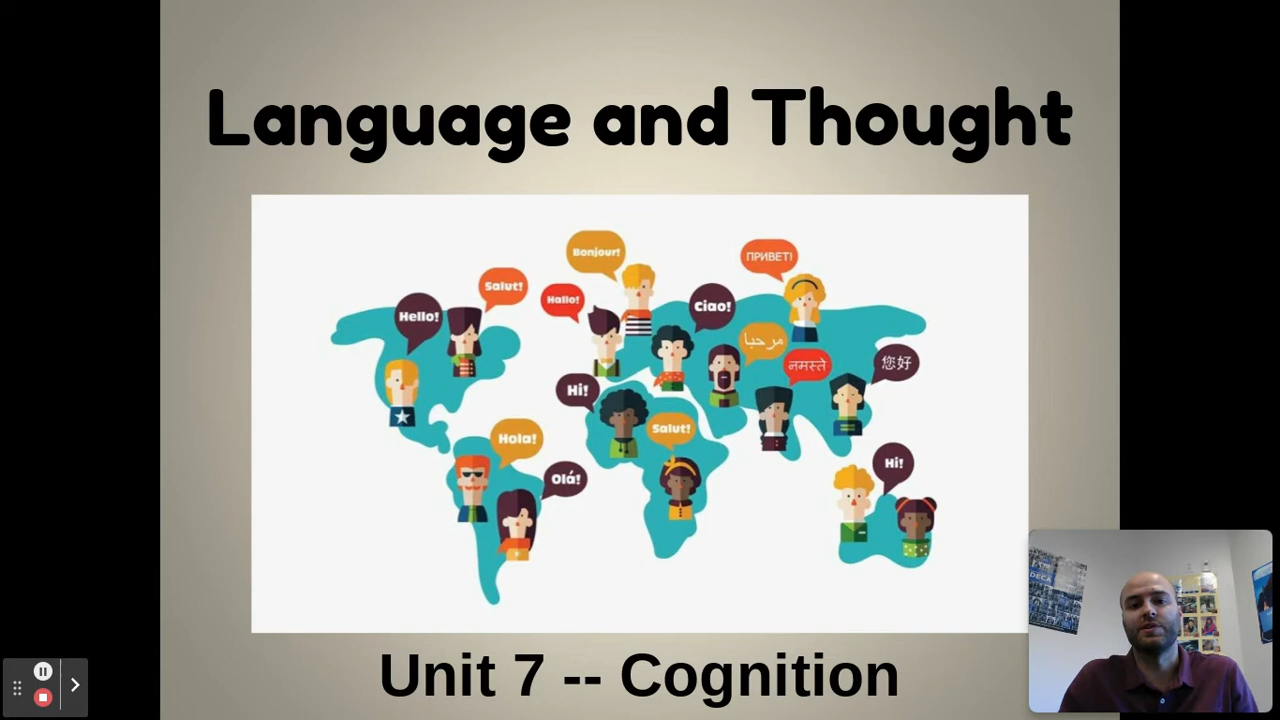 Language and Thought
Bonjour!
ПРИВЕТ!
Salut!
Hallo!
Ciao!
Hello!
مرحبا
नमस्ते
您好
Hi!
Salut!
Hola!
Olá!
Hi!
DECA
Unit 7 -- Cognition